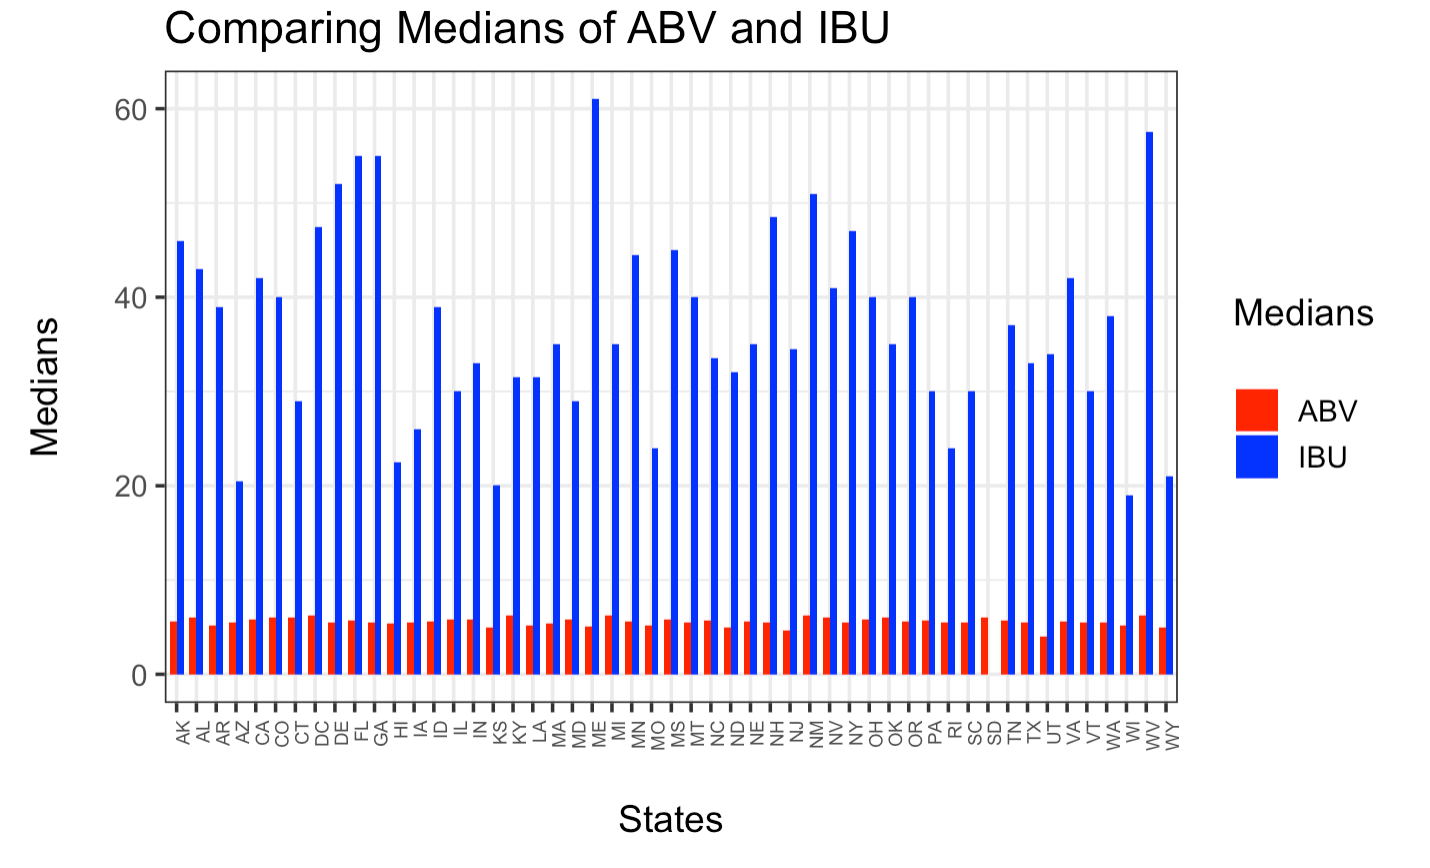 Comparing Medians of ABV and IBU
60
40
20
0
Medians
AK AL AR AZ CA CO CT DC DE FL GA HI IA ID IL IN KS KY LA MA MD ME MI MN MO MS MT NC ND NE NH NJ NM NV NY OH OK OR PA RI SC SD TN TX UT VA VT WA WI WV WY
States
Medians
ABV
IBU